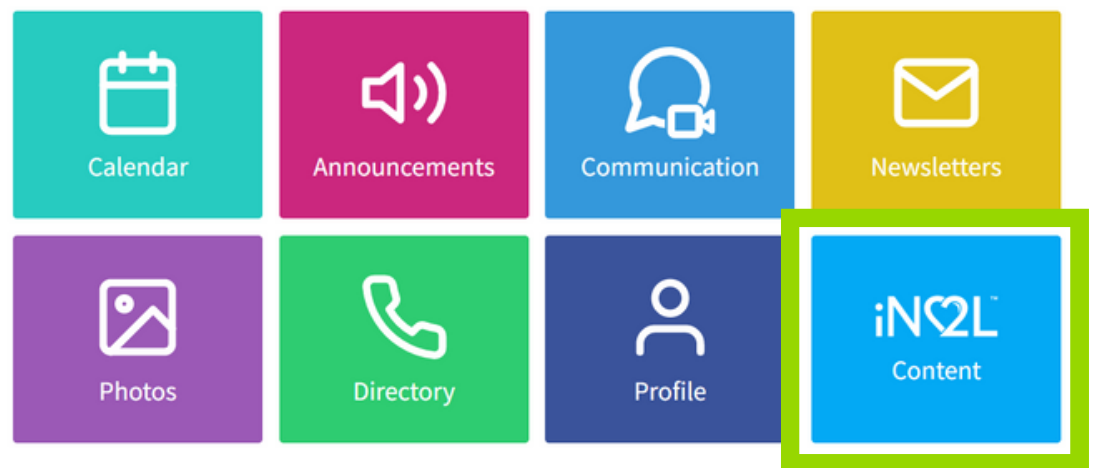 Calendar
Announcements
Communication
Newsletters
Photos
Directory
Profile
iN2L™
Content